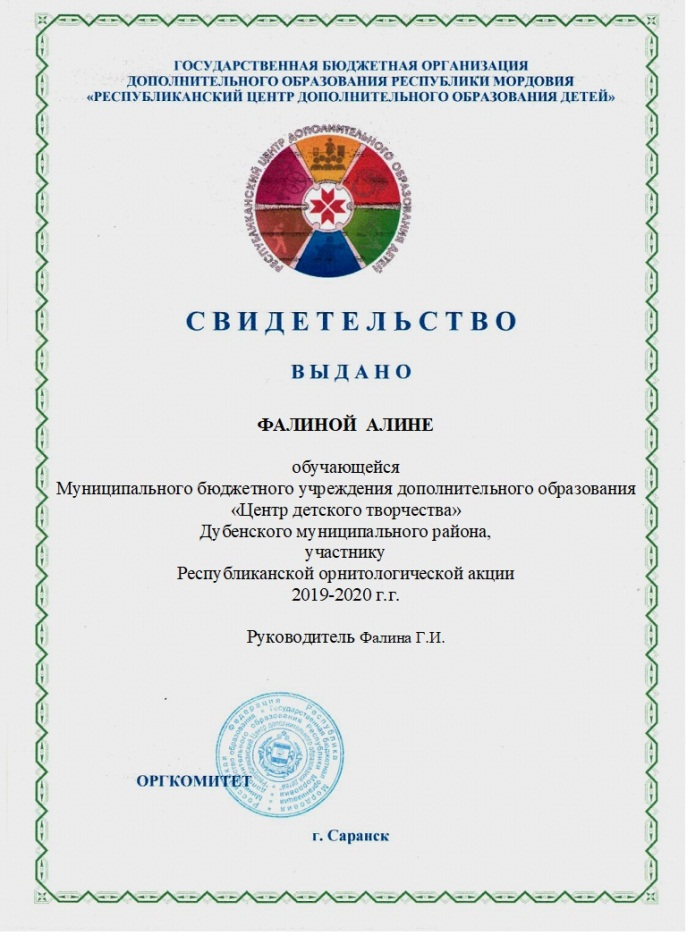 ГОСУДАРСТВЕННАЯ БЮДЖЕТНАЯ ОРГАНИЗАЦИЯ
ДОПОЛНИТЕЛЬНОГО ОБРАЗОВАНИЯ РЕСПУБЛИКИ МОРДОВИЯ
«РЕСПУБЛИКАНСКИЙ ЦЕНТР ДОПОЛНИТЕЛЬНОГО ОБРАЗОВАНИЯ ДЕТЕЙ»
РЕСПУБЛИКАНСКИЙ ЦЕНТР ДОПОЛНИТЕЛЬНОГО ОБРАЗОВАНИЯ ДЕТЕЙ
СВИДЕТЕЛЬСТВО
ВЫДАНО
ФАЛИНОЙ АЛИНЕ
обучающейся
Муниципального бюджетного учреждения дополнительного образования
«Центр детского творчества»
Дубенского муниципального района,
участнику
Республиканской орнитологической акции
2019-2020 г.г.
Руководитель Фалина Г.И.
ОРГКОМИТЕТ
г. Саранск